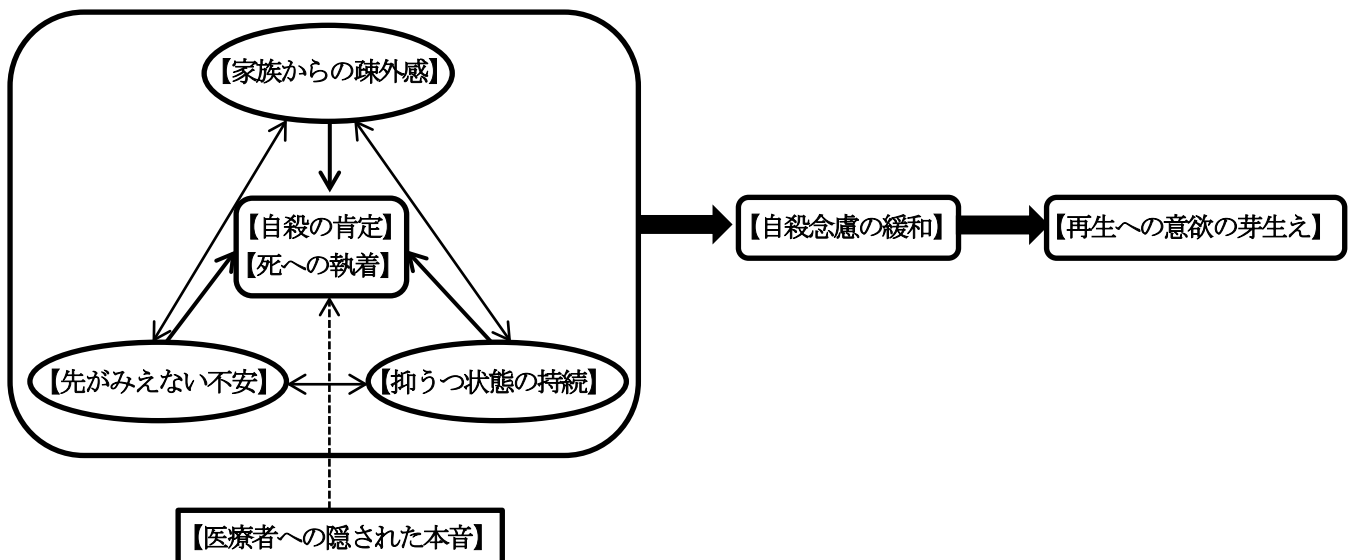 【家族からの疎外感】
【自殺の肯定】
【死への執着】
【自殺念慮の緩和】
【再生への意欲の芽生え】
【先がみえない不安】
【抑うつ状態の持続】
【医療者への隠された本音】